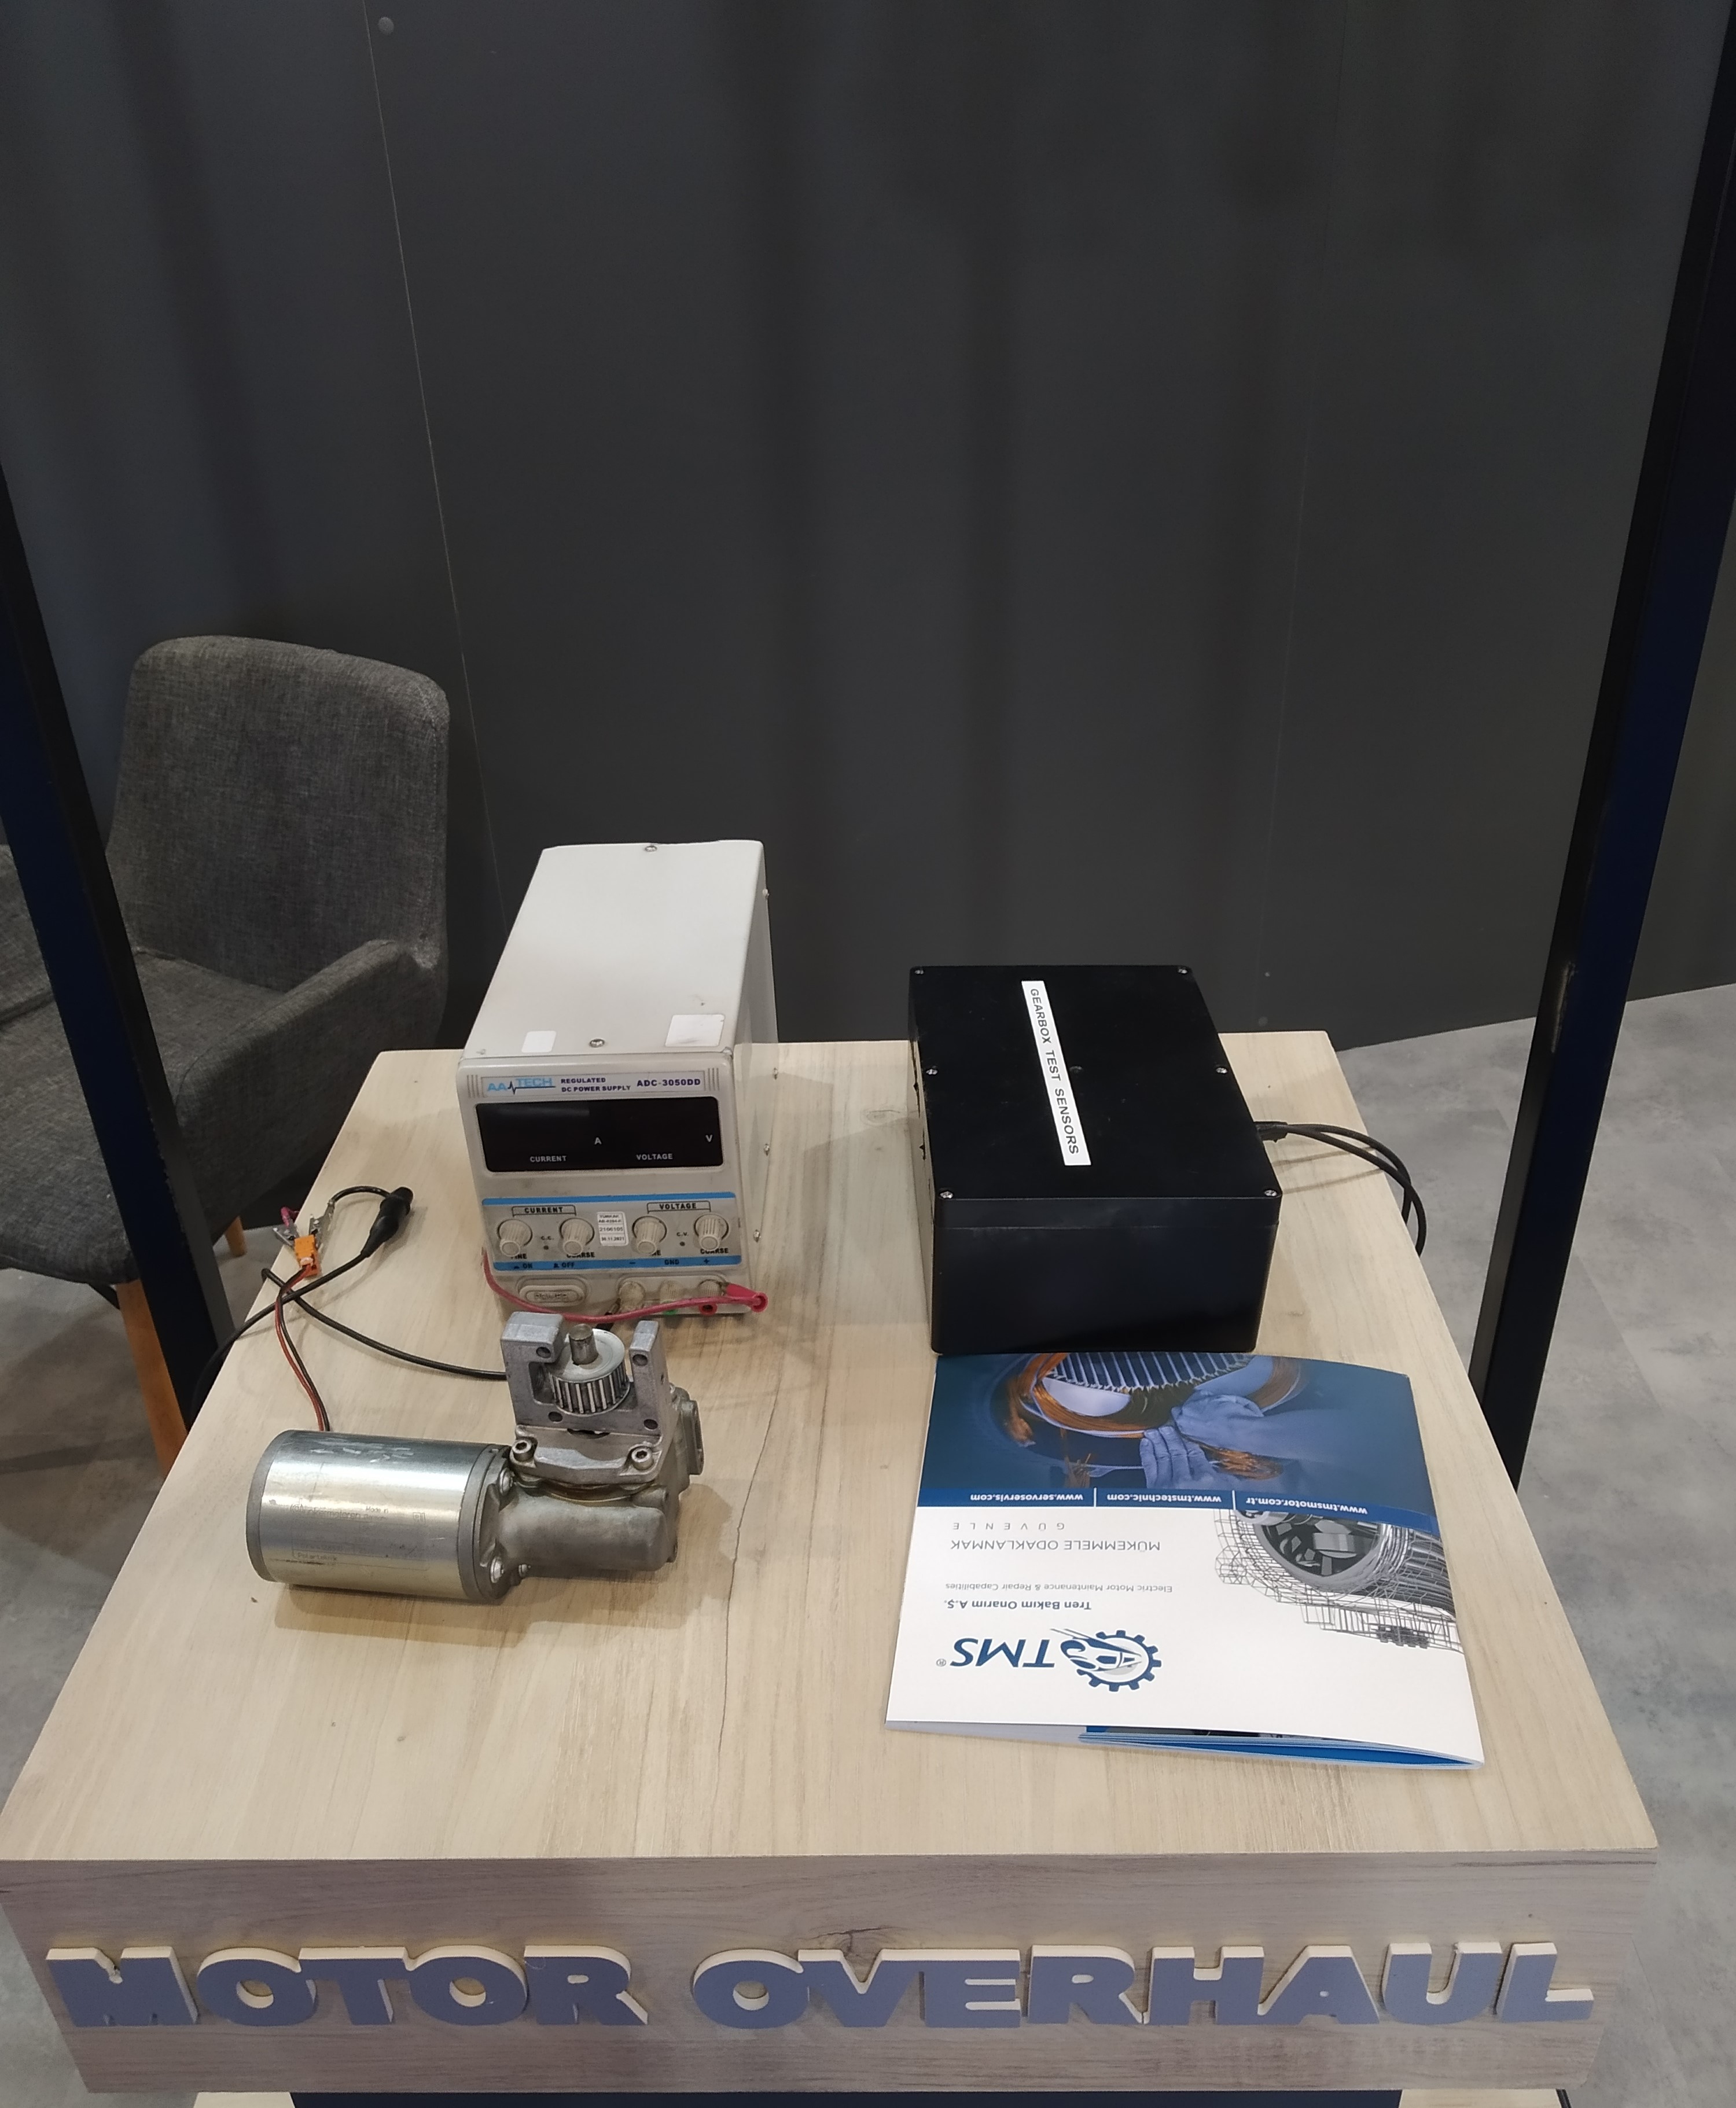 AATECH
REGULATED
DC POWER SUPPLY ADC-3050DD
A V
CURRENT VOLTAGE
CURRENT VOLTAGE
C.C. C.V.
ON OFF - GND +
GEARBOX TEST SENSORS
TMS®
Tren Bakım Onarım A.Ş.
Electric Motor Maintenance & Repair Capabilities
MÜKEMMELE ODAKLANMAK
GÜVENLE
www.tmsmotor.com.tr | www.tmstechnic.com | www.servoservis.com
MOTOR OVERHAUL